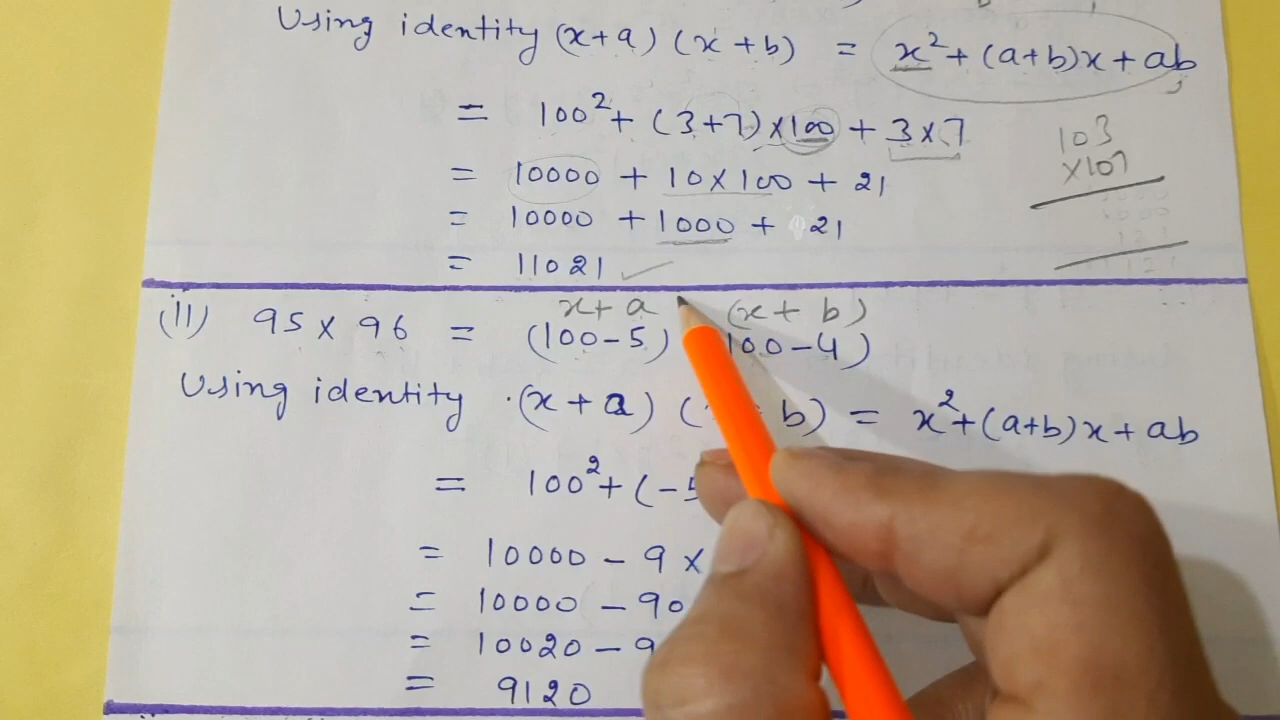 Using identity (x+a) (x+b) = x²+(a+b)x+ab
= 100²+ (3+7)×100 + 3×7
103
×107
= 10000 + 10×100 + 21
= 10000 + 1000 + 21
= 11021 ✓
x+a (x+b)
(ii) 95 × 96 = (100-5) 100-4)
Using identity (x+a) ( b) = x²+(a+b)x+ab
= 100²+(-5
= 10000 - 9 ×
= 10000 - 90
= 10020 - 9
= 9120